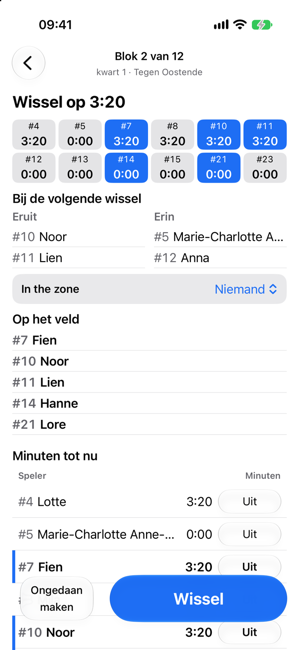 09:41
Blok 2 van 12
kwart 1 · Tegen Oostende
Wissel op 3:20
#4 #5 #7 #8 #10 #11
3:20 0:00 3:20 3:20 3:20 3:20
#12 #13 #14 #15 #21 #23
0:00 0:00 0:00 0:00 0:00 0:00
Bij de volgende wissel
Eruit Erin
#10 Noor #5 Marie-Charlotte A...
#11 Lien #12 Anna
In the zone Niemand
Op het veld
#7 Fien
#10 Noor
#11 Lien
#14 Hanne
#21 Lore
Minuten tot nu
Speler Minuten
#4 Lotte 3:20 Uit
#5 Marie-Charlotte Anne-... 0:00 Uit
#7 Fien 3:20 Uit
Ongedaan maken Wissel
#10 Noor 3:20 Uit